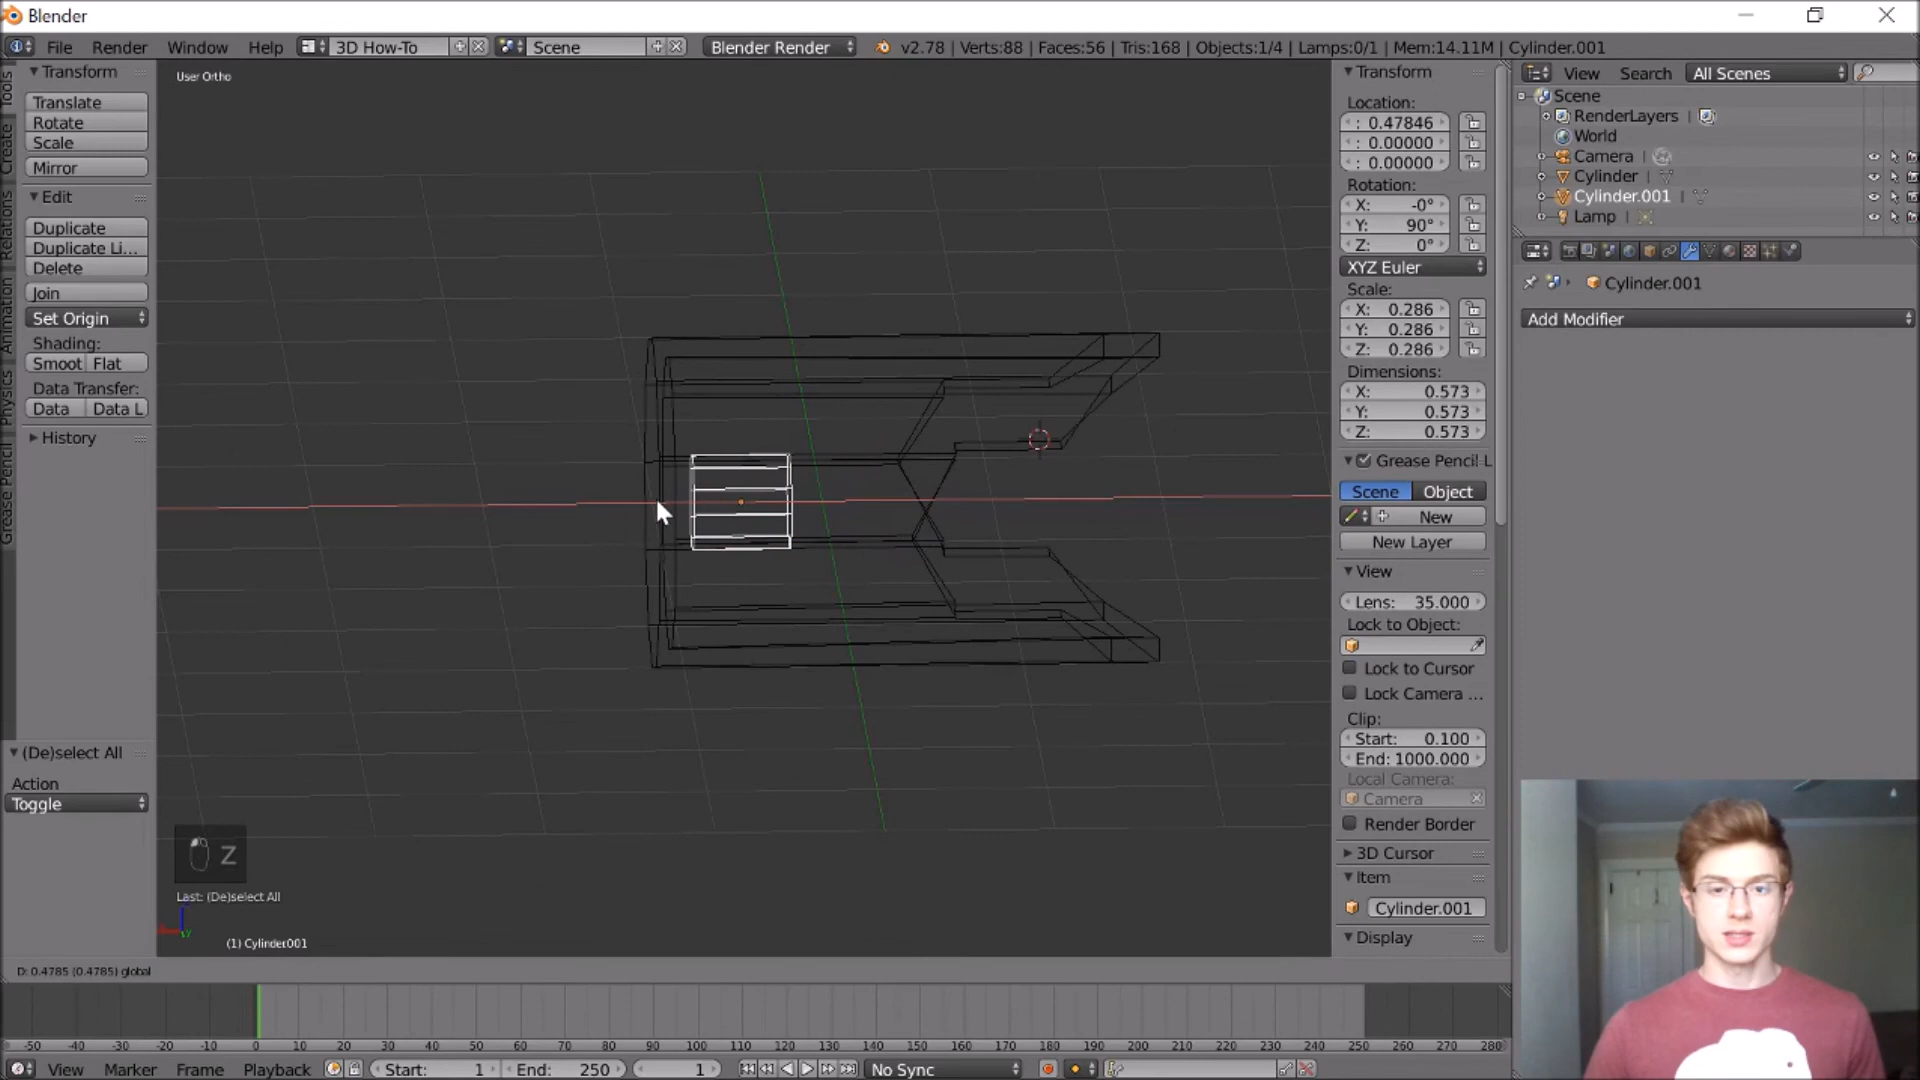 Blender
File Render Window Help 3D How-To Scene Blender Render v2.78 | Verts:88 | Faces:56 | Tris:168 | Objects:1/4 | Lamps:0/1 | Mem:14.11M | Cylinder.001
Tools
Create
Relations
Animation
Physics
Grease Pencil
Transform
Translate
Rotate
Scale
Mirror
Edit
Duplicate
Duplicate Li...
Delete
Join
Set Origin
Shading:
Smoot Flat
Data Transfer:
Data Data L
History
(De)select All
Action
Toggle
User Ortho
Z
Last: (De)select All
(1) Cylinder.001
D: 0.4785 (0.4785) global
Transform
Location:
: 0.47846
: 0.00000
: 0.00000
Rotation:
X: -0°
Y: 90°
Z: 0°
XYZ Euler
Scale:
X: 0.286
Y: 0.286
Z: 0.286
Dimensions:
X: 0.573
Y: 0.573
Z: 0.573
Grease Pencil L
Scene Object
New
New Layer
View
Lens: 35.000
Lock to Object:
Lock to Cursor
Lock Camera ...
Clip:
Start: 0.100
End: 1000.000
Local Camera:
Camera
Render Border
3D Cursor
Item
Cylinder.001
Display
View Search All Scenes
Scene
RenderLayers |
World
Camera |
Cylinder |
Cylinder.001 |
Lamp |
Cylinder.001
Add Modifier
-50 -40 -30 -20 -10 0 10 20 30 40 50 60 70 80 90 100 110 120 130 140 150 160 170 180 190 200 210 220 230 240 250 260 270 280
View Marker Frame Playback Start: 1 End: 250 1 No Sync